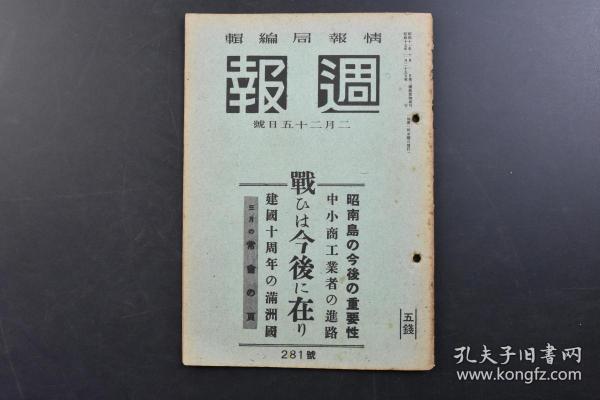 情報局編輯
週報
二月二十五日號
昭南島の今後の重要性
中小商工業者の進路
戰ひは今後に在り
建國十周年の滿洲國
三月の常會の頁
五錢
281號
孔夫子旧书网
www.kongfz.com